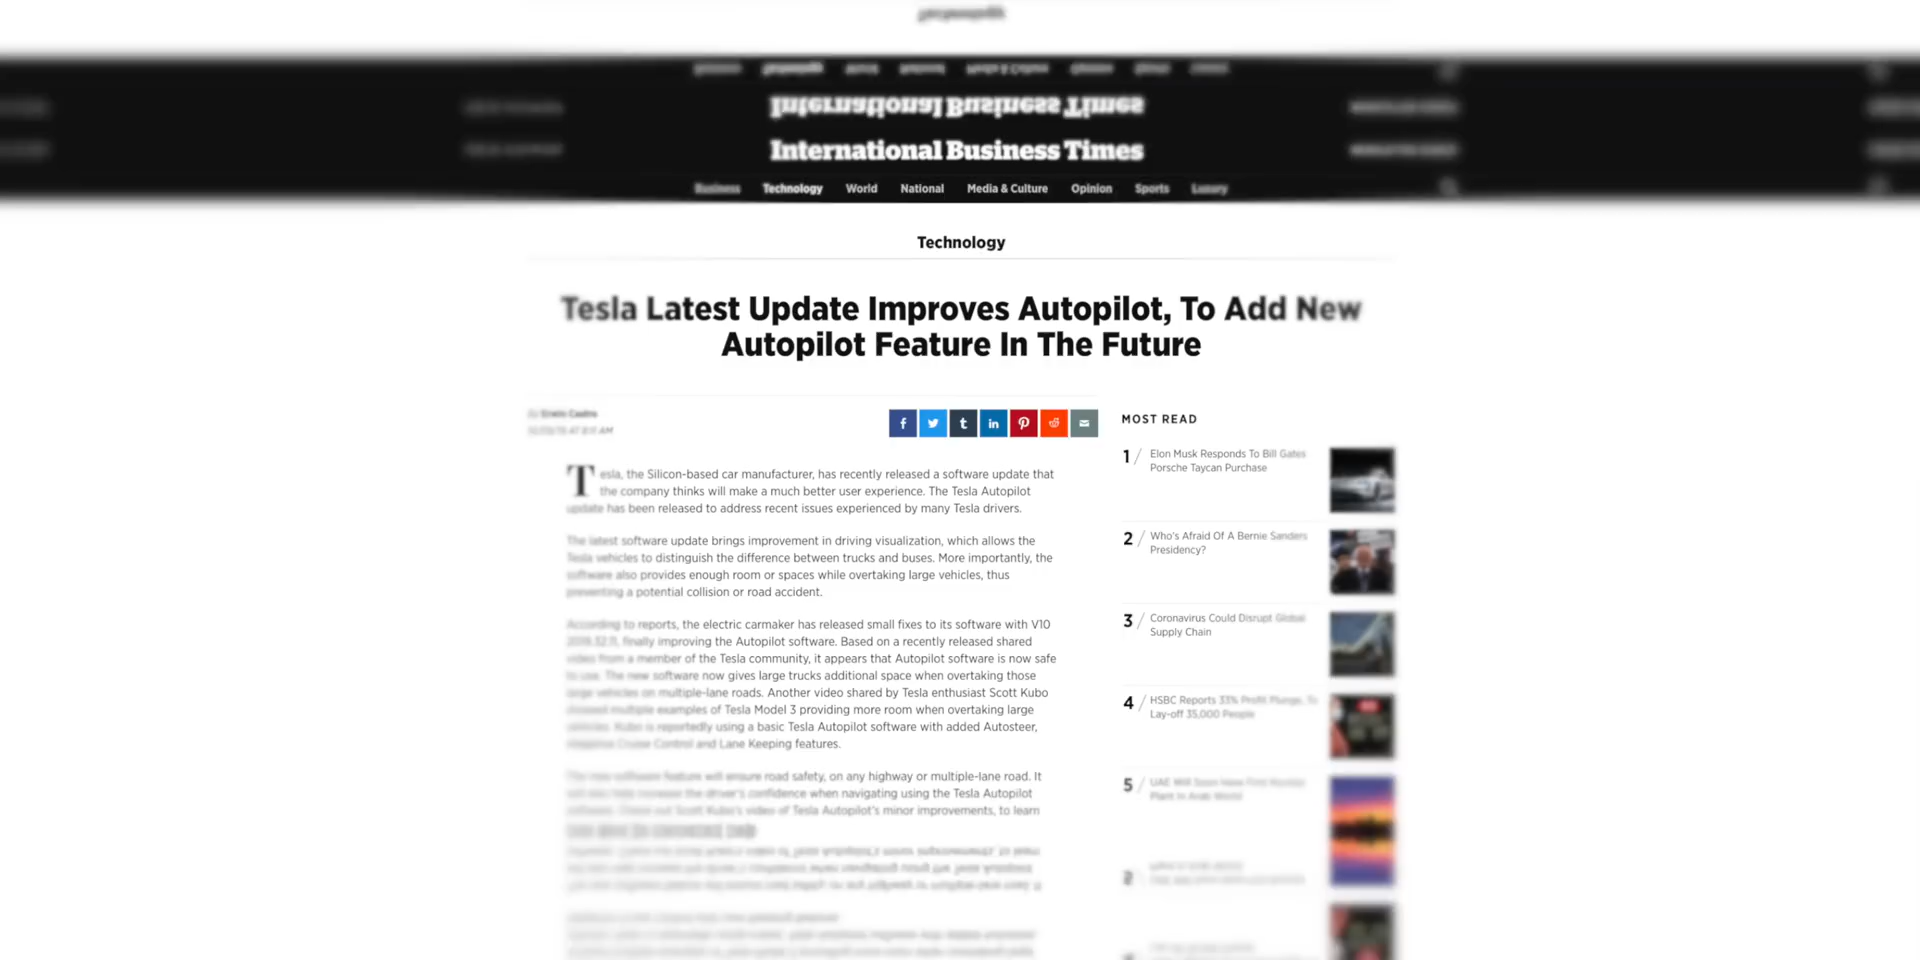 International Business Times
Business Technology World National Media & Culture Opinion Sports Luxury
Technology
Tesla Latest Update Improves Autopilot, To Add New
Autopilot Feature In The Future
By Erwin Castro
AT 8:11 AM
MOST READ
Tesla, the Silicon-based car manufacturer, has recently released a software update that
the company thinks will make a much better user experience. The Tesla Autopilot
update has been released to address recent issues experienced by many Tesla drivers.
The latest software update brings improvement in driving visualization, which allows the
Tesla vehicles to distinguish the difference between trucks and buses. More importantly, the
software also provides enough room or spaces while overtaking large vehicles, thus
preventing a potential collision or road accident.
According to reports, the electric carmaker has released small fixes to its software with V10
2019.32.11, finally improving the Autopilot software. Based on a recently released shared
video from a member of the Tesla community, it appears that Autopilot software is now safe
to use. The new software now gives large trucks additional space when overtaking those
large vehicles on multiple-lane roads. Another video shared by Tesla enthusiast Scott Kubo
showed multiple examples of Tesla Model 3 providing more room when overtaking large
vehicles. Kubo is reportedly using a basic Tesla Autopilot software with added Autosteer,
Adaptive Cruise Control and Lane Keeping features.
The new software feature will ensure road safety, on any highway or multiple-lane road. It
will also help increase the driver's confidence when navigating using the Tesla Autopilot
software. Check out Scott Kubo's video of Tesla Autopilot's minor improvements, to learn
1 / Elon Musk Responds To Bill Gates
Porsche Taycan Purchase
2 / Who's Afraid Of A Bernie Sanders
Presidency?
3 / Coronavirus Could Disrupt Global
Supply Chain
4 / HSBC Reports 33% Profit Plunge, To
Lay-off 35,000 People
5 / UAE Will Soon Have First Nuclear
Plant In Arab World